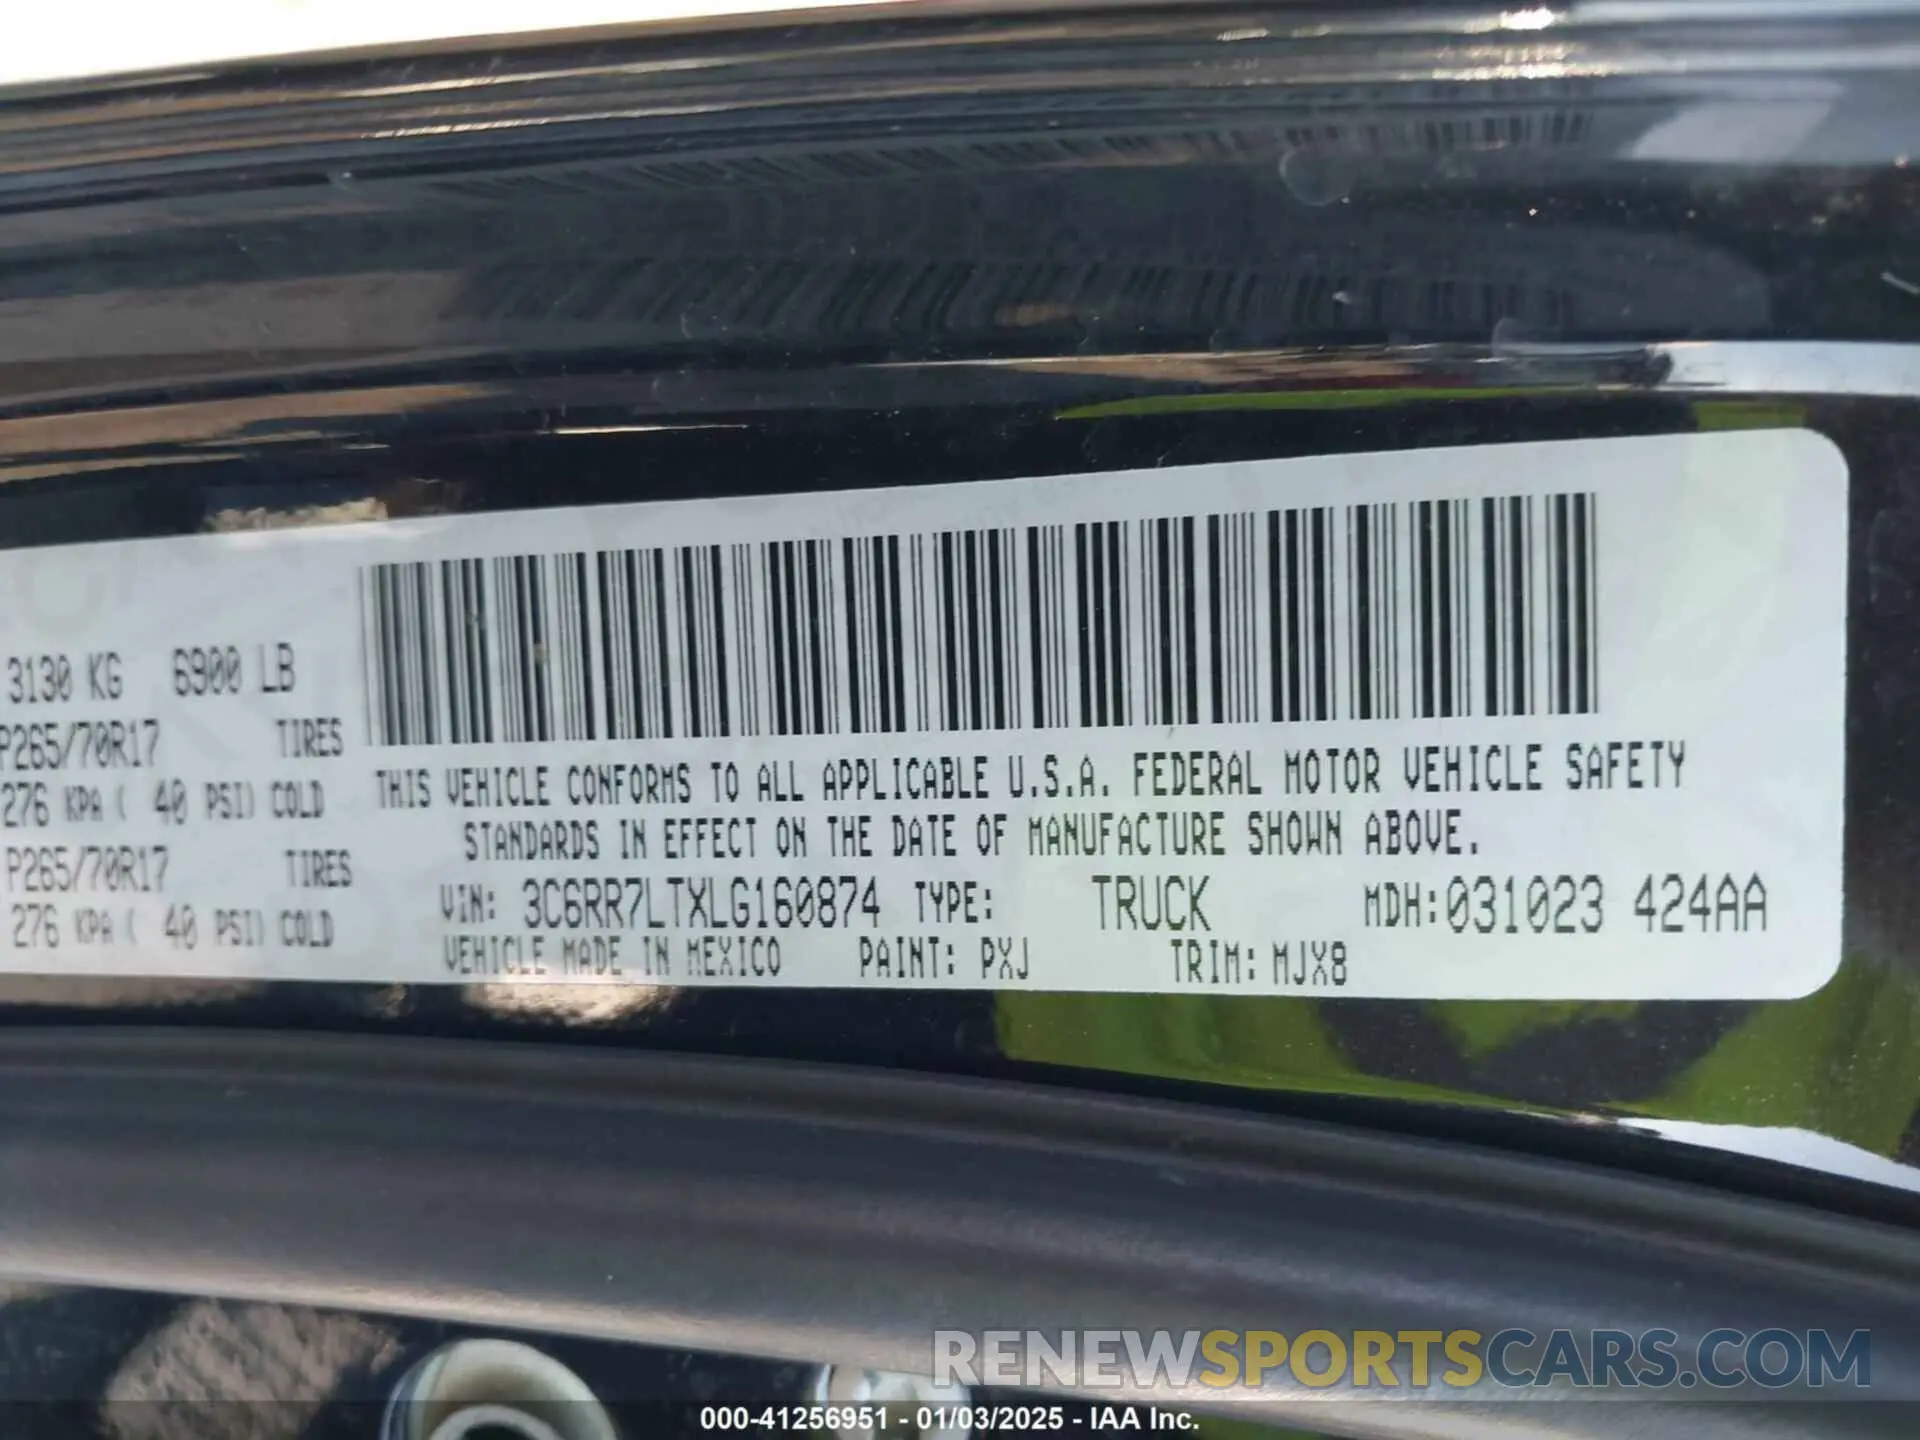 3130 KG 6900 LB
P265/70R17 TIRES
276 KPA ( 40 PSI) COLD
P265/70R17 TIRES
276 KPA ( 40 PSI) COLD
THIS VEHICLE CONFORMS TO ALL APPLICABLE U.S.A. FEDERAL MOTOR VEHICLE SAFETY
STANDARDS IN EFFECT ON THE DATE OF MANUFACTURE SHOWN ABOVE.
VIN: 3C6RR7LTXLG160874 TYPE: TRUCK MDH:031023 424AA
VEHICLE MADE IN MEXICO PAINT: PXJ TRIM: MJX8
RENEWSPORTSCARS.COM
000-41256951 - 01/03/2025 - IAA Inc.